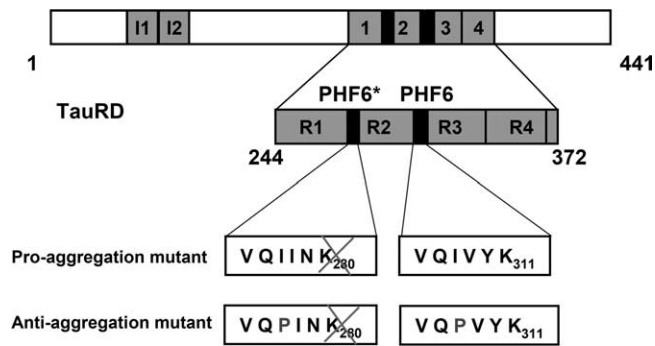 I1 I2 1 2 3 4
1 441
TauRD
PHF6* PHF6
R1 R2 R3 R4
244 372
Pro-aggregation mutant VQIINK280 VQIVYK311
Anti-aggregation mutant VQPINK280 VQPVYK311